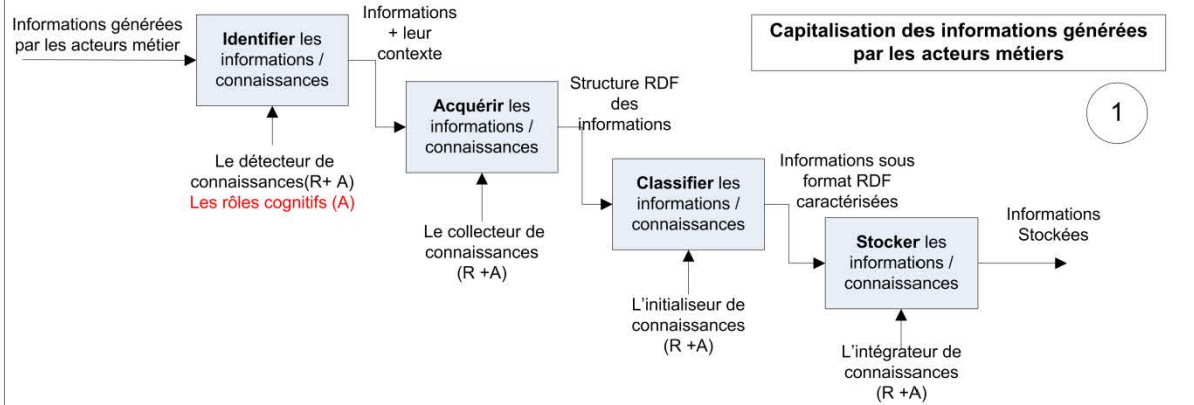 Informations générées
par les acteurs métier
Identifier les
informations /
connaissances
Informations
+ leur
contexte
Capitalisation des informations générées
par les acteurs métiers
1
Acquérir les
informations /
connaissances
Structure RDF
des
informations
Le détecteur de
connaissances(R+ A)
Les rôles cognitifs (A)
Classifier les
informations /
connaissances
Informations sous
format RDF
caractérisées
Le collecteur de
connaissances
(R +A)
Stocker les
informations /
connaissances
Informations
Stockées
L'initialiseur de
connaissances
(R +A)
L'intégrateur de
connaissances
(R +A)